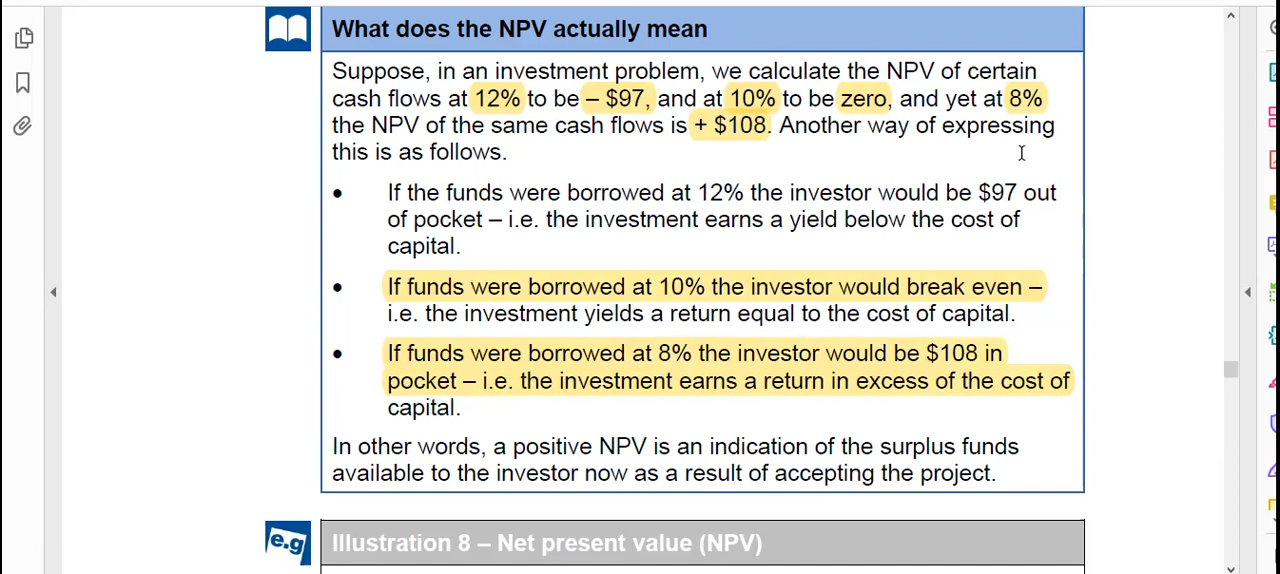 What does the NPV actually mean
Suppose, in an investment problem, we calculate the NPV of certain
cash flows at 12% to be – $97, and at 10% to be zero, and yet at 8%
the NPV of the same cash flows is + $108. Another way of expressing
this is as follows.
• If the funds were borrowed at 12% the investor would be $97 out
of pocket – i.e. the investment earns a yield below the cost of
capital.
• If funds were borrowed at 10% the investor would break even –
i.e. the investment yields a return equal to the cost of capital.
• If funds were borrowed at 8% the investor would be $108 in
pocket – i.e. the investment earns a return in excess of the cost of
capital.
In other words, a positive NPV is an indication of the surplus funds
available to the investor now as a result of accepting the project.
e.g
Illustration 8 – Net present value (NPV)